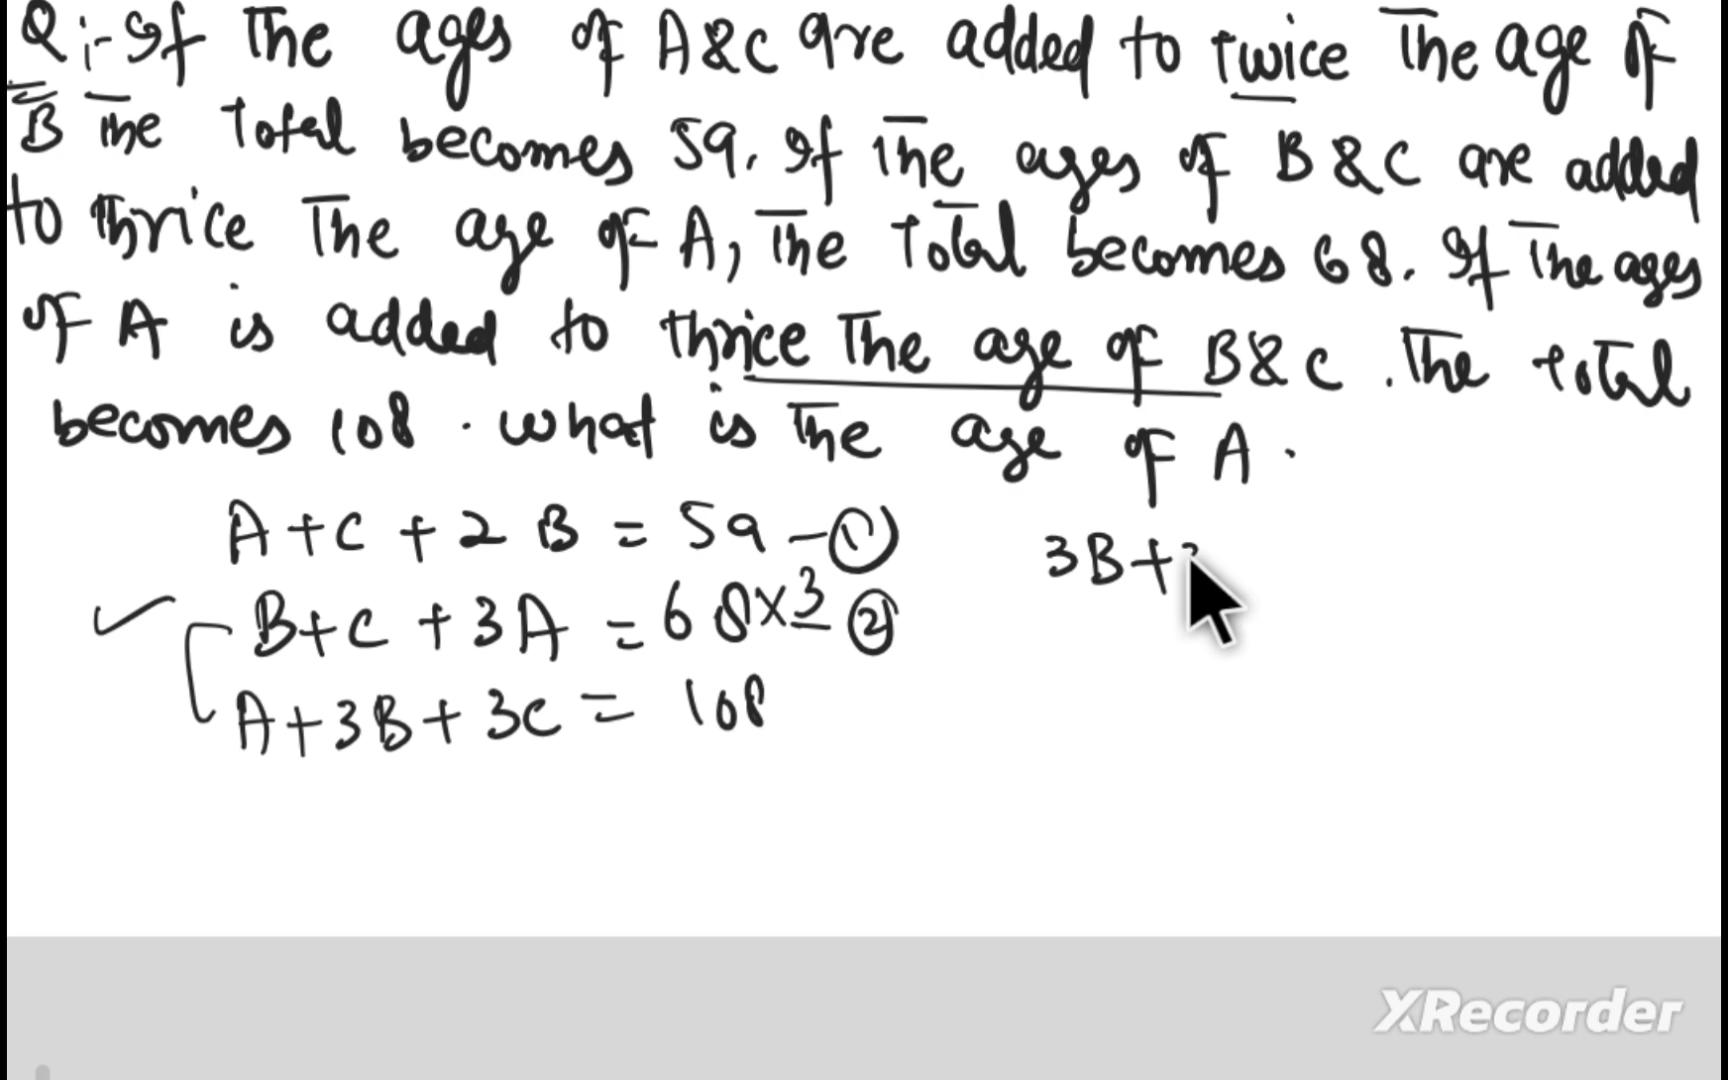 Q:- If the ages of A&C are added to twice the age of
B the total becomes 59. If the ages of B&C are added
to thrice the age of A, the total becomes 68. If the ages
of A is added to thrice the age of B&C. The total
becomes 108. what is the age of A.
A+C+2B = 59 -①
3B+
B+C+3A = 68×3 ②
A+3B+3C = 108
XRecorder